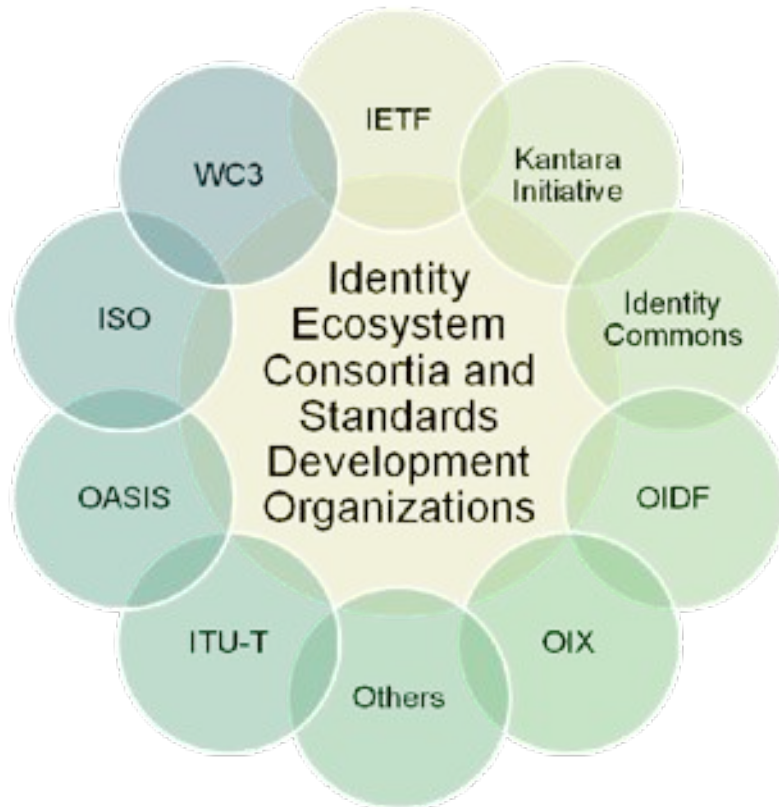 IETF
Kantara
Initiative
Identity
Commons
OIDF
OIX
Others
ITU-T
OASIS
ISO
WC3
Identity
Ecosystem
Consortia and
Standards
Development
Organizations